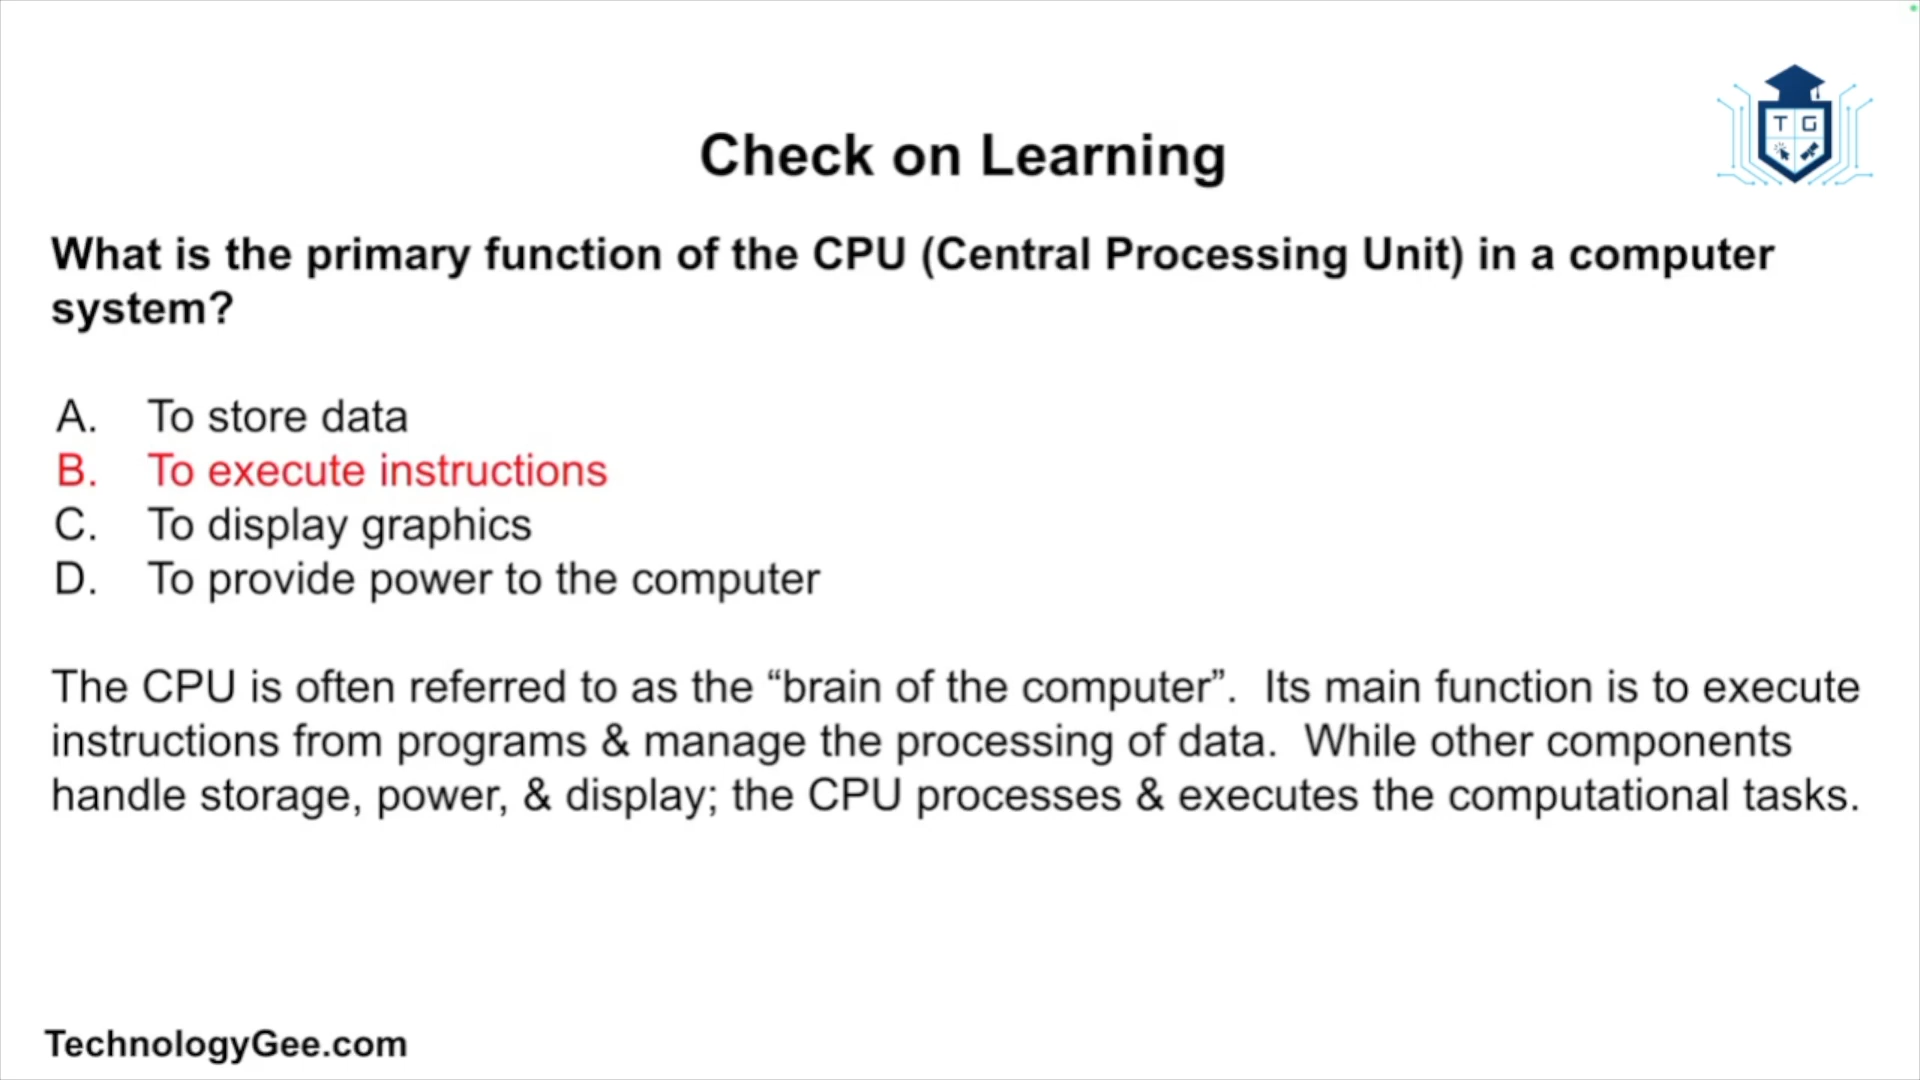 T G
Check on Learning
What is the primary function of the CPU (Central Processing Unit) in a computer
system?
A. To store data
B. To execute instructions
C. To display graphics
D. To provide power to the computer
The CPU is often referred to as the “brain of the computer”.  Its main function is to execute
instructions from programs & manage the processing of data.  While other components
handle storage, power, & display; the CPU processes & executes the computational tasks.
TechnologyGee.com